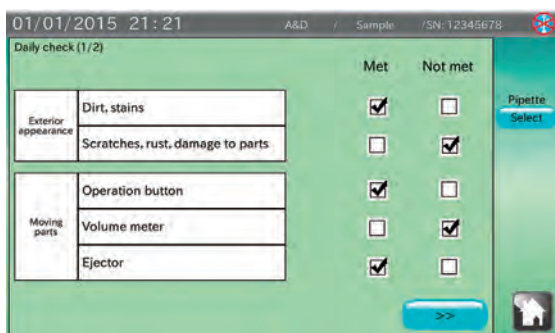 01/01/2015 21:21 A&D / Sample /SN:12345678
Daily check (1/2)
Met Not met
Exterior appearance
Dirt, stains
Scratches, rust, damage to parts
Moving parts
Operation button
Volume meter
Ejector
Pipette
Select
>>